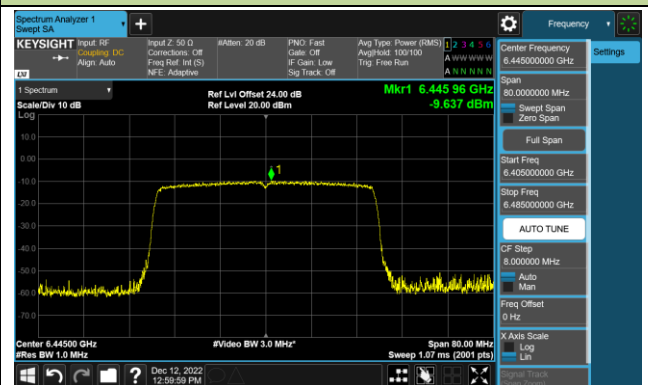 Spectrum Analyzer 1
Swept SA
+
Frequency
KEYSIGHT
Input: RF
Coupling: DC
Align: Auto
Input Z: 50 Ω
Corrections: Off
Freq Ref: Int (S)
NFE: Adaptive
#Atten: 20 dB
PNO: Fast
Gate: Off
IF Gain: Low
Sig Track: Off
Avg Type: Power (RMS)
Avg|Hold: 100/100
Trig: Free Run
1 2 3 4 5 6
A W W W W W
A N N N N N
LXI
1 Spectrum
Scale/Div 10 dB
Log
Ref Lvl Offset 24.00 dB
Ref Level 20.00 dBm
Mkr1 6.445 96 GHz
-9.637 dBm
1
10.0
0.00
-10.0
-20.0
-30.0
-40.0
-50.0
-60.0
-70.0
Center 6.44500 GHz
#Res BW 1.0 MHz
#Video BW 3.0 MHz*
Span 80.00 MHz
Sweep 1.07 ms (2001 pts)
Center Frequency
6.445000000 GHz
Settings
Span
80.0000000 MHz
Swept Span
Zero Span
Full Span
Start Freq
6.405000000 GHz
Stop Freq
6.485000000 GHz
AUTO TUNE
CF Step
8.000000 MHz
Auto
Man
Freq Offset
0 Hz
X Axis Scale
Log
Lin
Signal Track
(Span Zoom)
?
Dec 12, 2022
12:59:59 PM